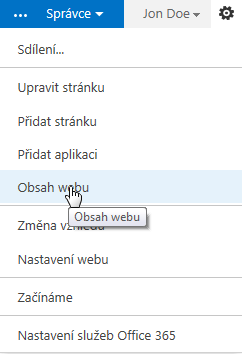 ... Správce Jon Doe
Sdílení...
Upravit stránku
Přidat stránku
Přidat aplikaci
Obsah webu
Obsah webu
Změna vzhledu
Nastavení webu
Začínáme
Nastavení služeb Office 365